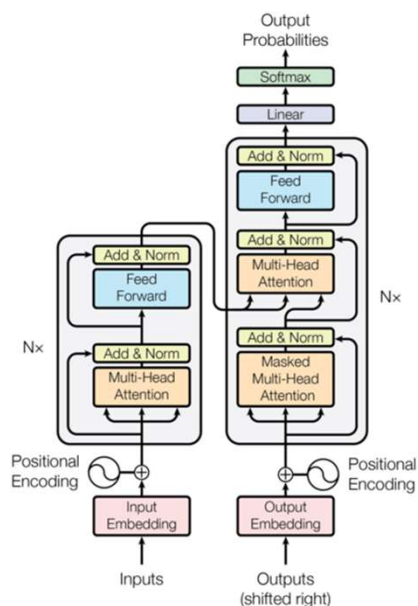 Output
Probabilities
Softmax
Linear
Add & Norm
Feed
Forward
Add & Norm
Multi-Head
Attention
Add & Norm
Masked
Multi-Head
Attention
N×
Add & Norm
Feed
Forward
Add & Norm
Multi-Head
Attention
N×
Positional
Encoding
Positional
Encoding
Input
Embedding
Output
Embedding
Inputs
Outputs
(shifted right)